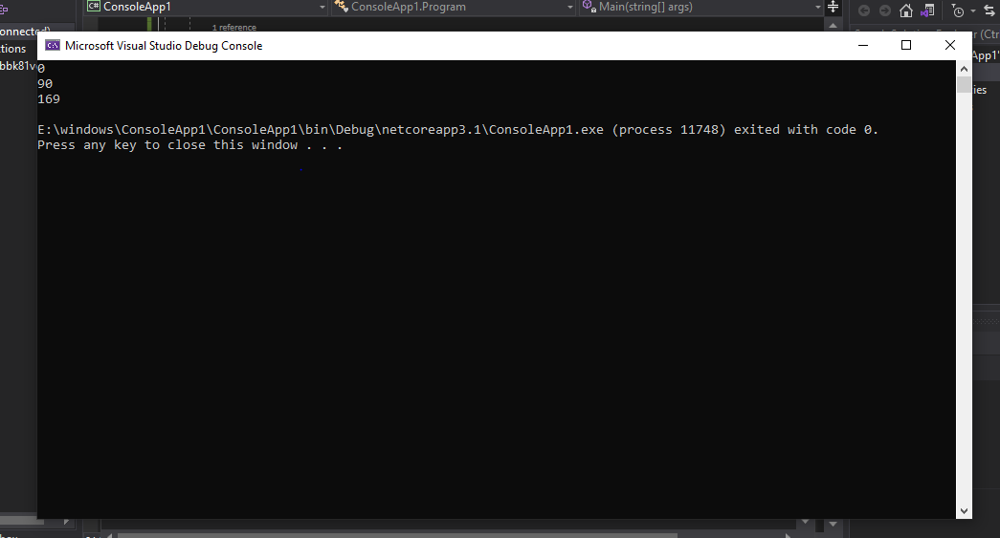 C# ConsoleApp1
ConsoleApp1.Program
Main(string[] args)
1 reference
Microsoft Visual Studio Debug Console
0
90
169
E:\windows\ConsoleApp1\ConsoleApp1\bin\Debug\netcoreapp3.1\ConsoleApp1.exe (process 11748) exited with code 0.
Press any key to close this window . . .
onnected)
tions
bbk81v
(Ctr
App1'
ies